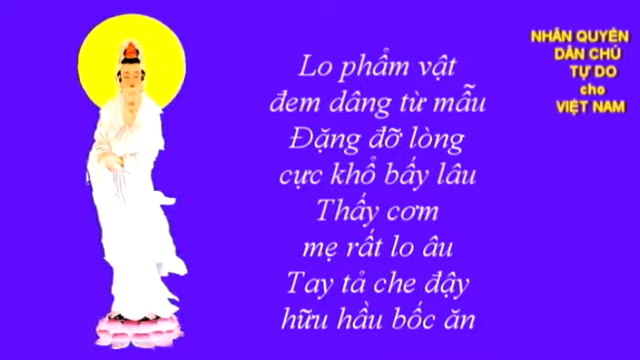 Lo phẩm vật
đem dâng từ mẫu
Đặng đỡ lòng
cực khổ bấy lâu
Thấy cơm
mẹ rất lo âu
Tay tả che đậy
hữu hầu bốc ăn
NHÂN QUYỀN
DÂN CHỦ
TỰ DO
cho
VIỆT NAM